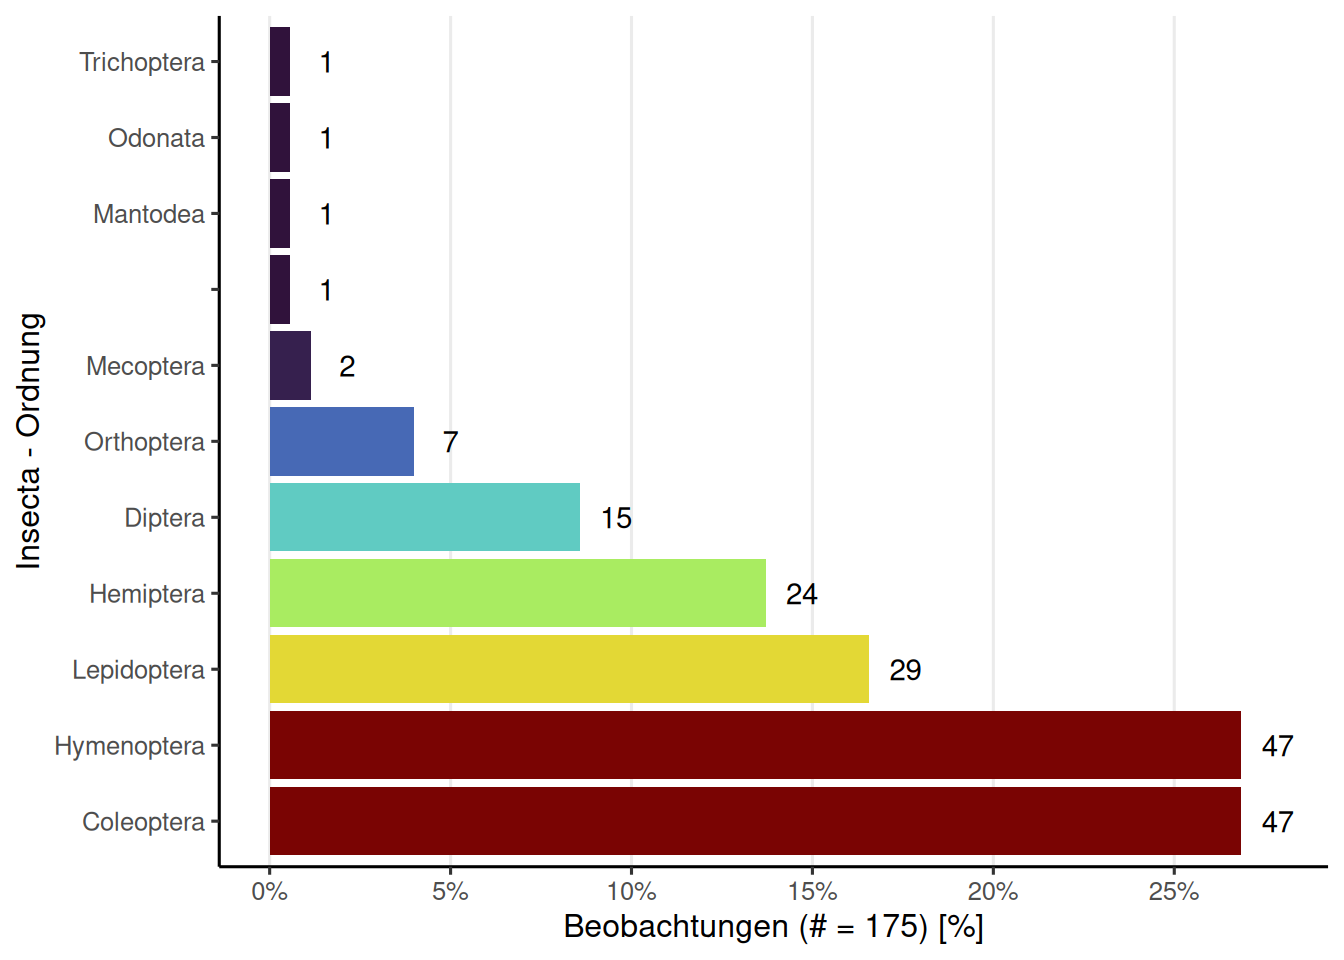 Trichoptera 1
Odonata 1
Mantodea 1
1
Mecoptera 2
Orthoptera 7
Diptera 15
Hemiptera 24
Lepidoptera 29
Hymenoptera 47
Coleoptera 47
0% 5% 10% 15% 20% 25%
Beobachtungen (# = 175) [%]
Insecta - Ordnung